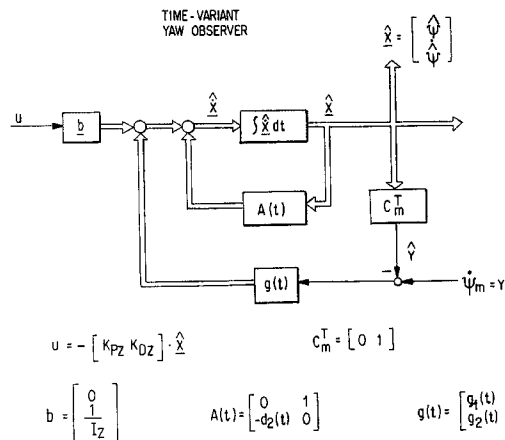 TIME-VARIANT
YAW OBSERVER
X̂ = [ ψ̂
ψ̇̂ ]
u
b
X̂̇
∫ X̂̇ dt
X̂
A(t)
C_m^T
Ŷ
g(t)
−
ψ̇_m = Y
u = - [ K_PZ K_DZ ] · X̂
C_m^T = [ 0 1 ]
b = [ 0
1/I_Z ]
A(t) = [ 0 1
-d_2(t) 0 ]
g(t) = [ g_1(t)
g_2(t)